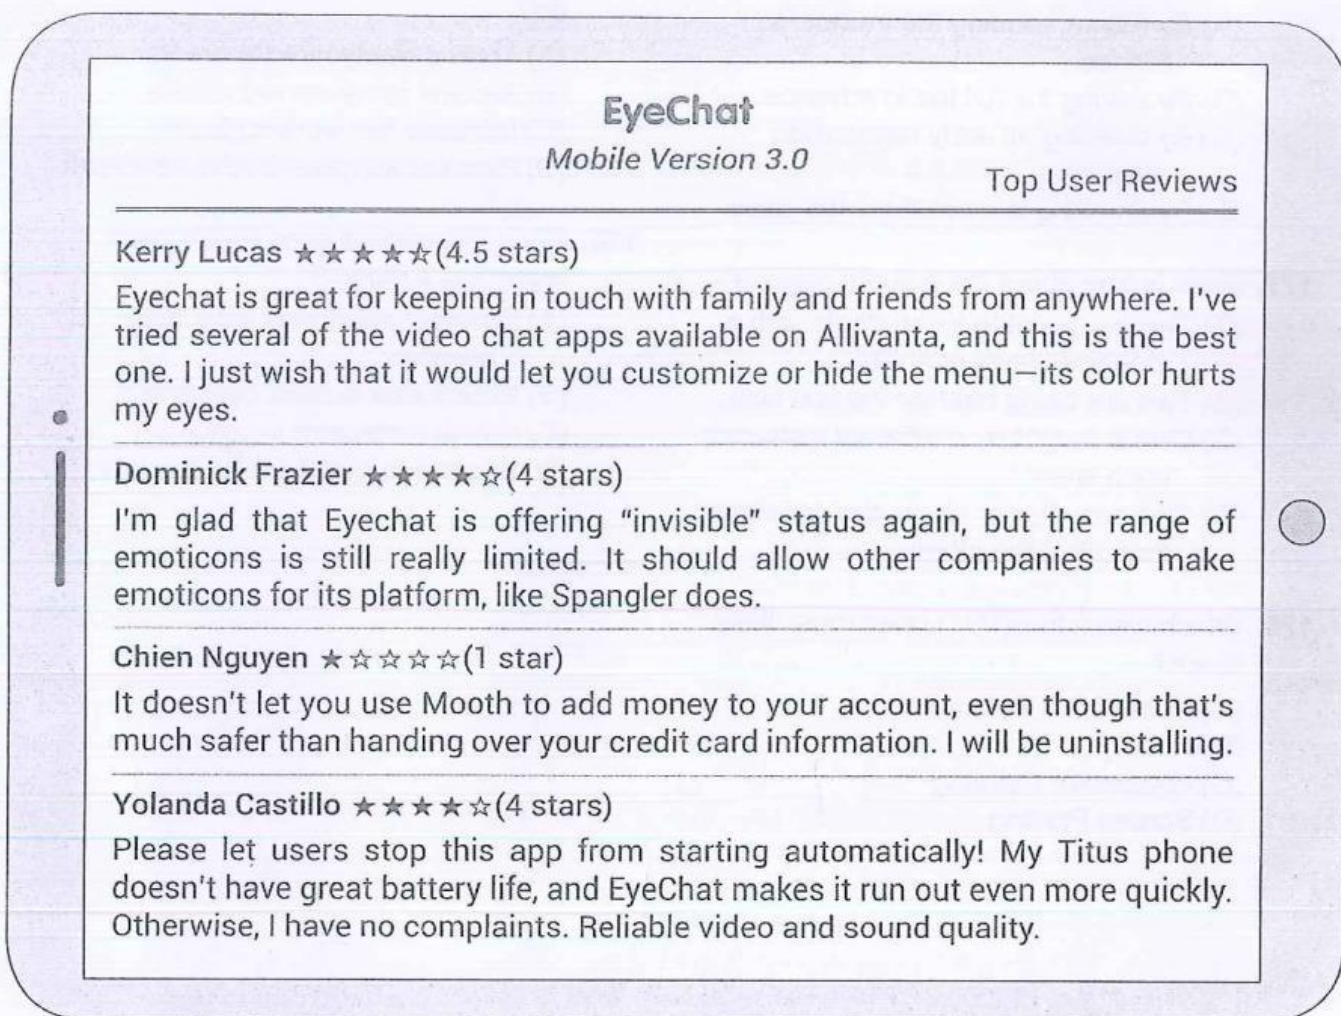 EyeChat
Mobile Version 3.0
Top User Reviews
Kerry Lucas ★★★★☆(4.5 stars)
Eyechat is great for keeping in touch with family and friends from anywhere. I've
tried several of the video chat apps available on Allivanta, and this is the best
one. I just wish that it would let you customize or hide the menu—its color hurts
my eyes.
Dominick Frazier ★★★★☆(4 stars)
I'm glad that Eyechat is offering “invisible” status again, but the range of
emoticons is still really limited. It should allow other companies to make
emoticons for its platform, like Spangler does.
Chien Nguyen ★☆☆☆☆(1 star)
It doesn't let you use Mooth to add money to your account, even though that's
much safer than handing over your credit card information. I will be uninstalling.
Yolanda Castillo ★★★★☆(4 stars)
Please let users stop this app from starting automatically! My Titus phone
doesn't have great battery life, and EyeChat makes it run out even more quickly.
Otherwise, I have no complaints. Reliable video and sound quality.